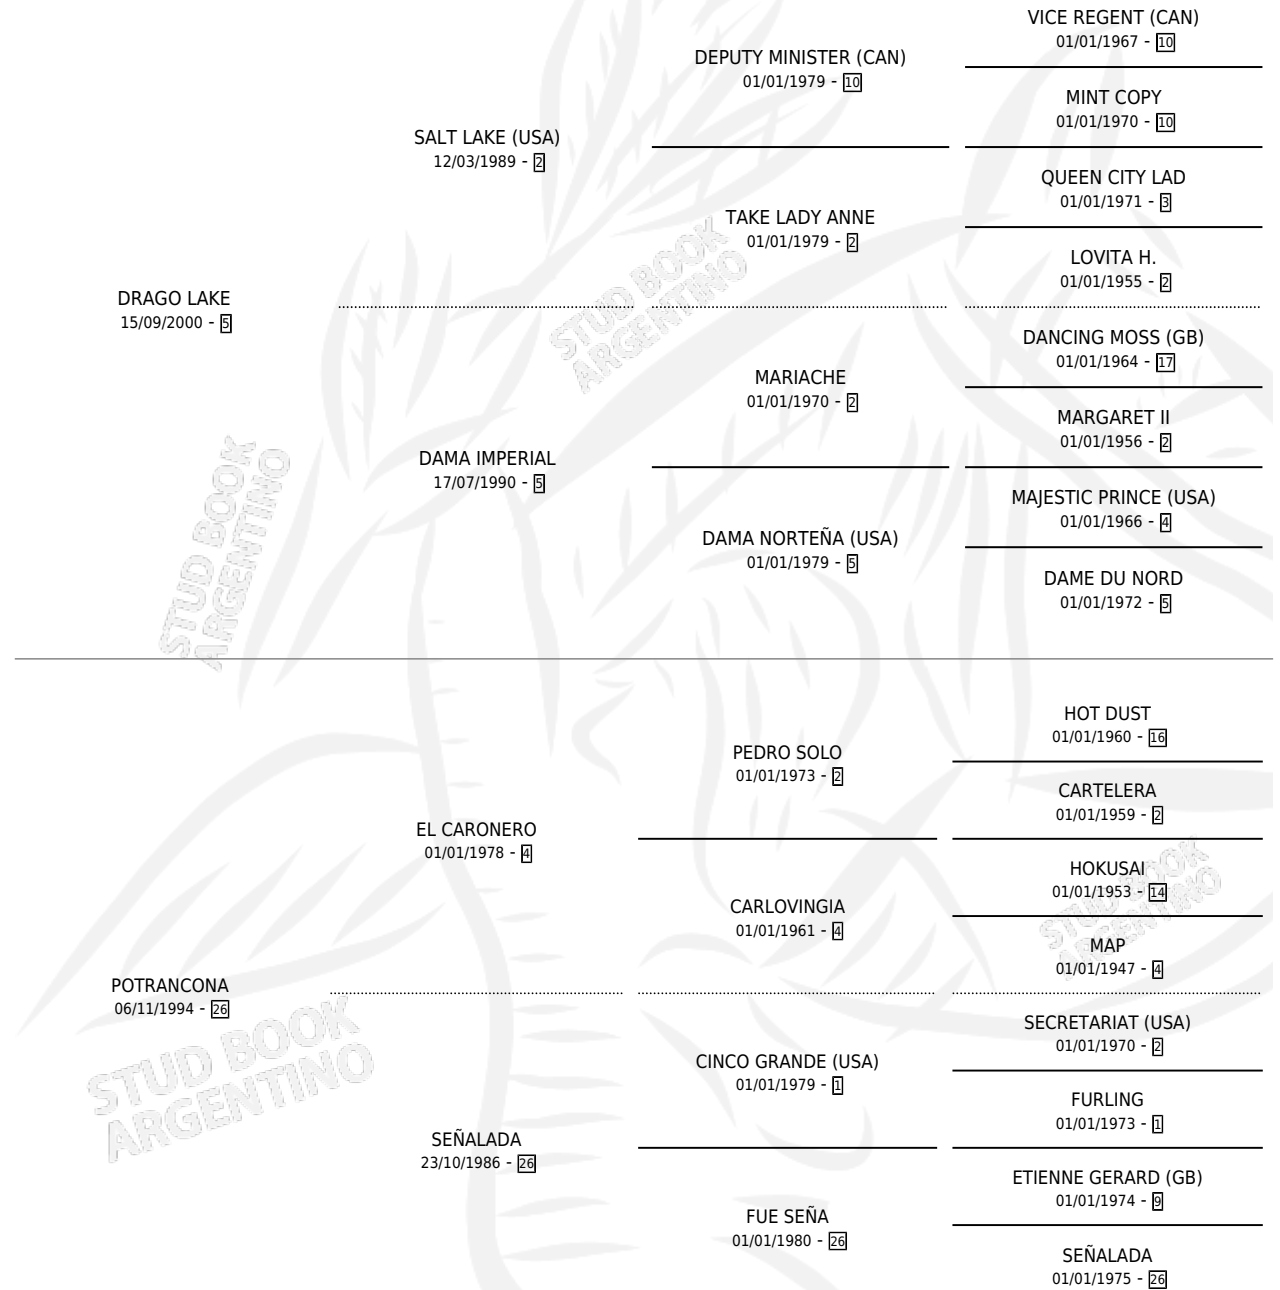 VICE REGENT (CAN)
01/01/1967 - 10
DEPUTY MINISTER (CAN)
01/01/1979 - 10
MINT COPY
01/01/1970 - 10
SALT LAKE (USA)
12/03/1989 - 2
QUEEN CITY LAD
01/01/1971 - 3
TAKE LADY ANNE
01/01/1979 - 2
LOVITA H.
01/01/1955 - 2
DRAGO LAKE
15/09/2000 - 5
STUD BOOK
ARGENTINO
DANCING MOSS (GB)
01/01/1964 - 17
MARIACHE
01/01/1970 - 2
MARGARET II
01/01/1956 - 2
DAMA IMPERIAL
17/07/1990 - 5
STUD BOOK
ARGENTINO
MAJESTIC PRINCE (USA)
01/01/1966 - 4
DAMA NORTEÑA (USA)
01/01/1979 - 5
DAME DU NORD
01/01/1972 - 5
HOT DUST
01/01/1960 - 16
PEDRO SOLO
01/01/1973 - 2
CARTELERA
01/01/1959 - 2
EL CARONERO
01/01/1978 - 4
HOKUSAI
01/01/1953 - 14
STUD BOOK
ARGENTINO
CARLOVINGIA
01/01/1961 - 4
MAP
01/01/1947 - 4
POTRANCONA
06/11/1994 - 26
STUD BOOK
ARGENTINO
SECRETARIAT (USA)
01/01/1970 - 2
CINCO GRANDE (USA)
01/01/1979 - 1
FURLING
01/01/1973 - 1
SEÑALADA
23/10/1986 - 26
ETIENNE GERARD (GB)
01/01/1974 - 9
FUE SEÑA
01/01/1980 - 26
SEÑALADA
01/01/1975 - 26